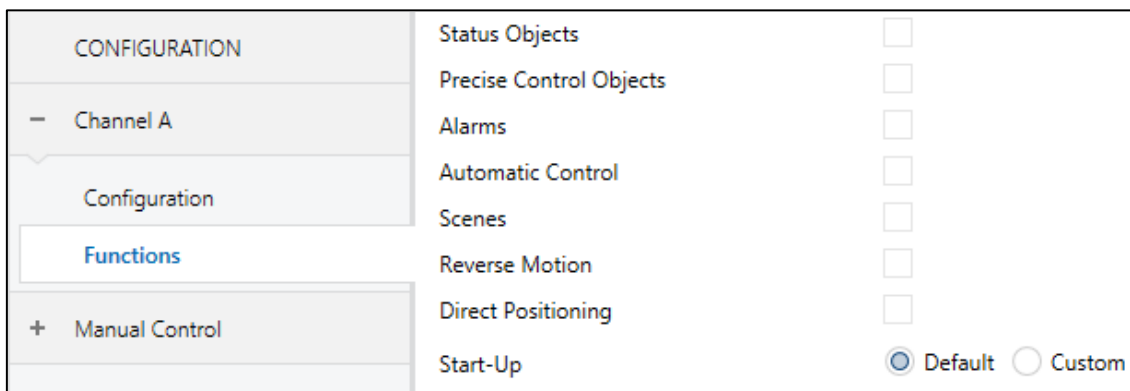 CONFIGURATION
Channel A
Configuration
Functions
Manual Control
Status Objects
Precise Control Objects
Alarms
Automatic Control
Scenes
Reverse Motion
Direct Positioning
Start-Up Default Custom